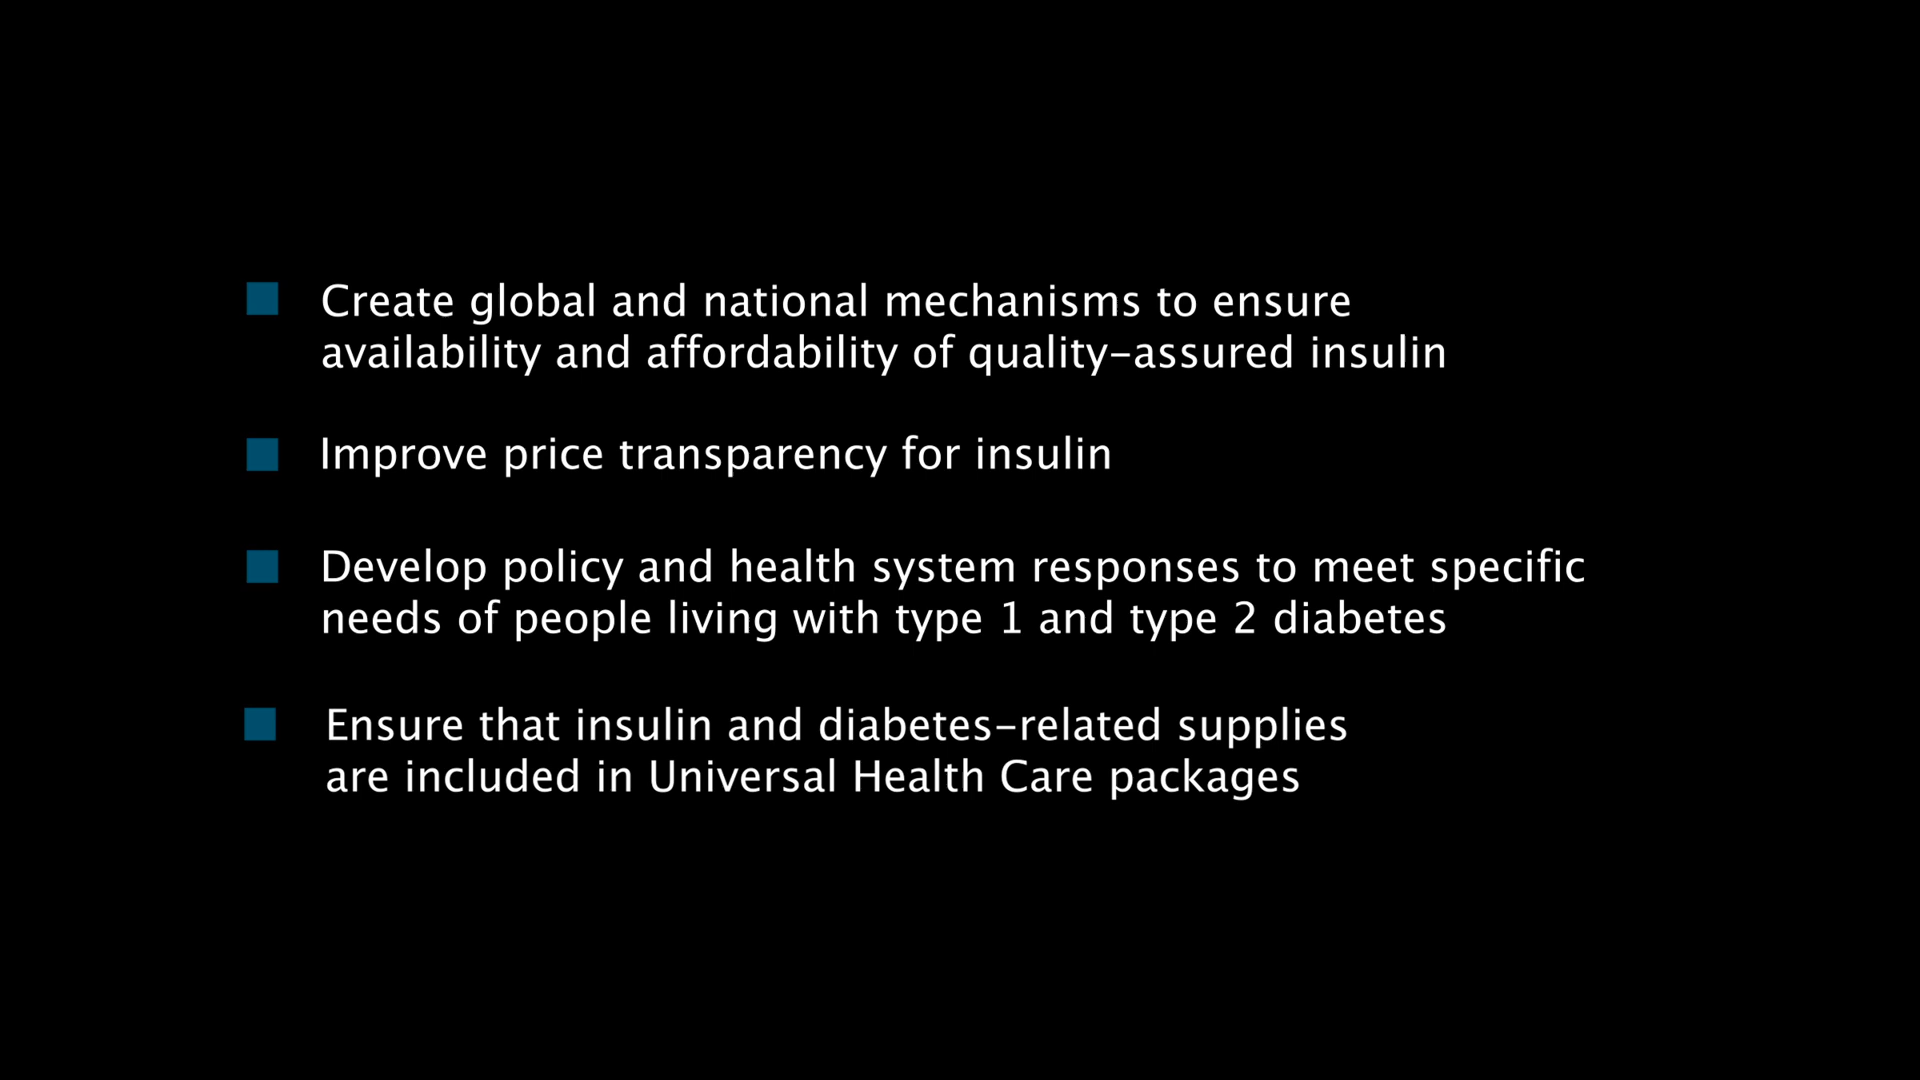 Create global and national mechanisms to ensure
availability and affordability of quality-assured insulin
Improve price transparency for insulin
Develop policy and health system responses to meet specific
needs of people living with type 1 and type 2 diabetes
Ensure that insulin and diabetes-related supplies
are included in Universal Health Care packages